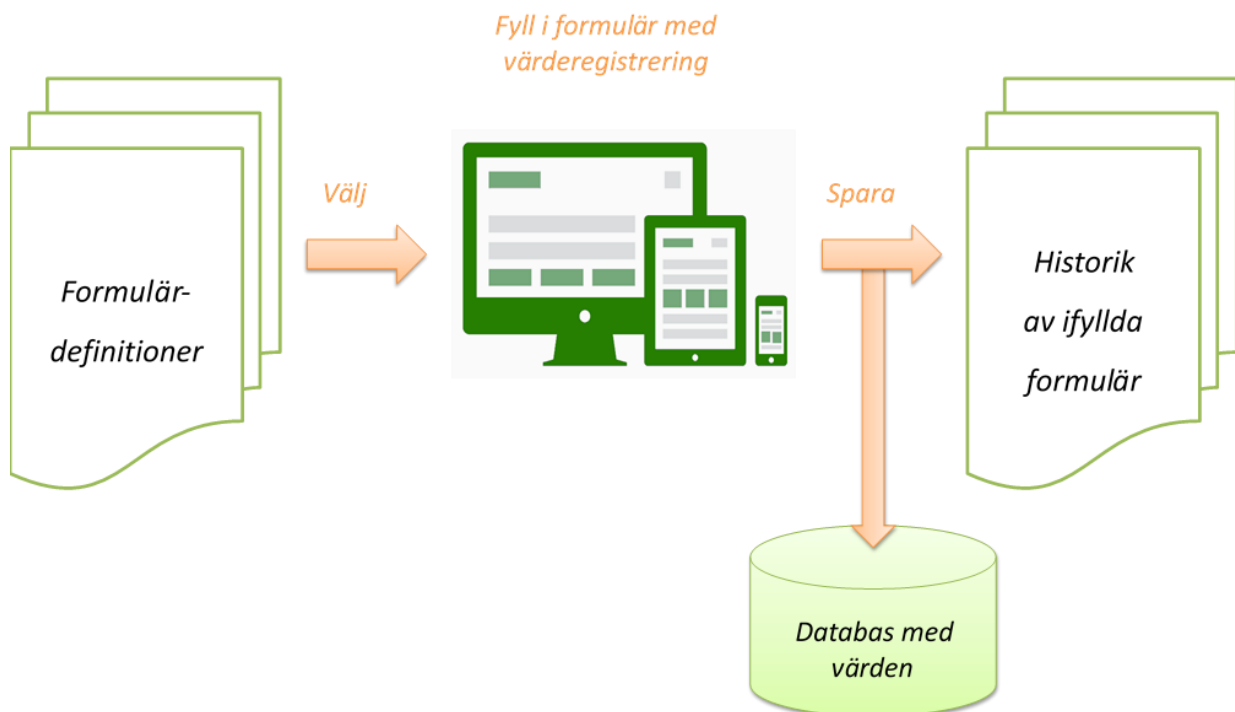 Fyll i formulär med
värderegistrering
Välj
Spara
Formulär-
definitioner
Historik
av ifyllda
formulär
Databas med
värden